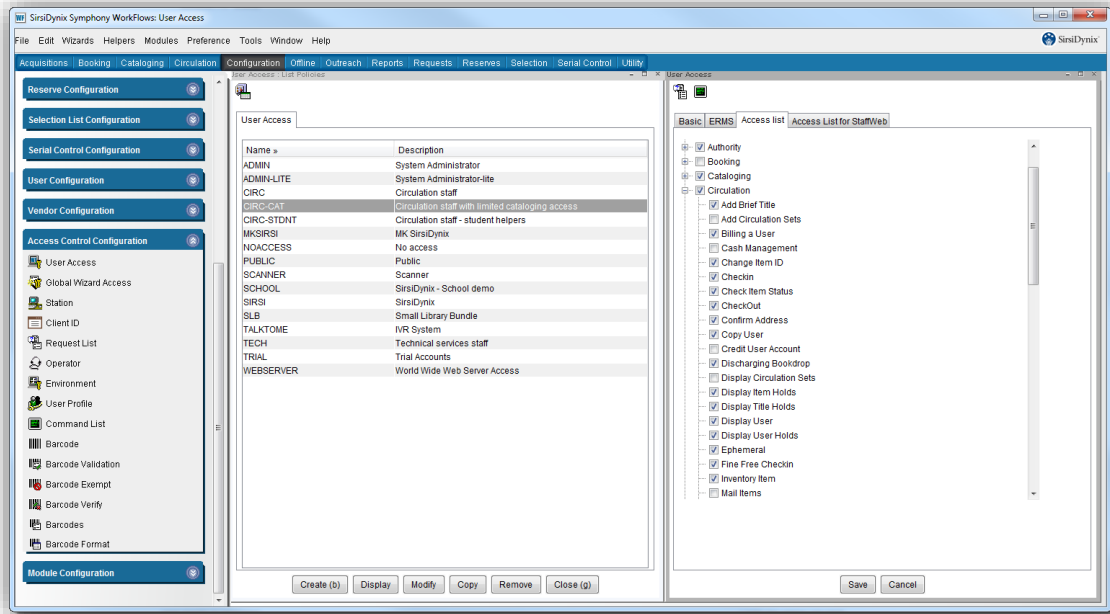 WF SirsiDynix Symphony WorkFlows: User Access
File Edit Wizards Helpers Modules Preference Tools Window Help
SirsiDynix
Acquisitions Booking Cataloging Circulation Configuration Offline Outreach Reports Requests Reserves Selection Serial Control Utility
Reserve Configuration
Selection List Configuration
Serial Control Configuration
User Configuration
Vendor Configuration
Access Control Configuration
User Access
Global Wizard Access
Station
Client ID
Request List
Operator
Environment
User Profile
Command List
Barcode
Barcode Validation
Barcode Exempt
Barcode Verify
Barcodes
Barcode Format
Module Configuration
User Access : List Policies
User Access
Name » Description
ADMIN System Administrator
ADMIN-LITE System Administrator-lite
CIRC Circulation staff
CIRC-CAT Circulation staff with limited cataloging access
CIRC-STDNT Circulation staff - student helpers
MKSIRSI MK SirsiDynix
NOACCESS No access
PUBLIC Public
SCANNER Scanner
SCHOOL SirsiDynix - School demo
SIRSI SirsiDynix
SLB Small Library Bundle
TALKTOME IVR System
TECH Technical services staff
TRIAL Trial Accounts
WEBSERVER World Wide Web Server Access
Create (b) Display Modify Copy Remove Close (g)
User Access
Basic ERMS Access list Access List for StaffWeb
Authority
Booking
Cataloging
Circulation
Add Brief Title
Add Circulation Sets
Billing a User
Cash Management
Change Item ID
Checkin
Check Item Status
CheckOut
Confirm Address
Copy User
Credit User Account
Discharging Bookdrop
Display Circulation Sets
Display Item Holds
Display Title Holds
Display User
Display User Holds
Ephemeral
Fine Free Checkin
Inventory Item
Mail Items
Save Cancel